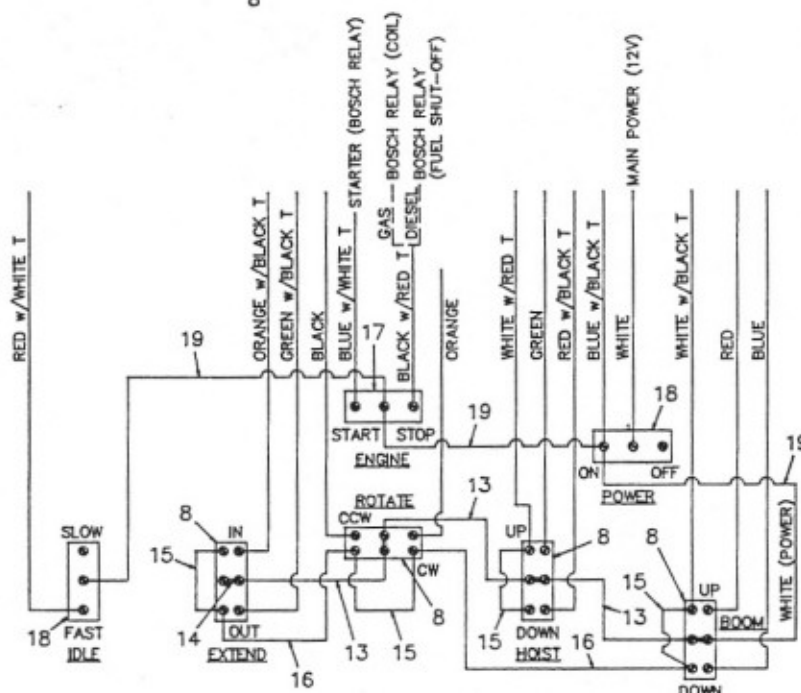 STARTER (BOSCH RELAY)
GAS
BOSCH RELAY (COIL)
DIESEL
BOSCH RELAY
(FUEL SHUT-OFF)
MAIN POWER (12V)
RED w/WHITE T
ORANGE w/BLACK T
GREEN w/BLACK T
BLACK
BLUE w/WHITE T
BLACK w/RED T
ORANGE
WHITE w/RED T
GREEN
RED w/BLACK T
BLUE w/BLACK T
WHITE
WHITE w/BLACK T
RED
BLUE
19
17
18
START
STOP
ENGINE
19
ON
OFF
POWER
19
ROTATE
13
CCW
CW
8
SLOW
FAST
IDLE
18
8
IN
15
14
OUT
EXTEND
16
13
15
UP
8
15
DOWN
HOIST
13
16
8
15
UP
BOOM
DOWN
WHITE (POWER)